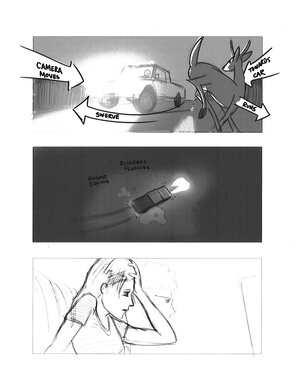 CAMERA
MOVES
TOWARDS
CAR
RUNS
SWERVE
BLINKERS
FLASHING
ENGINE
IDLING